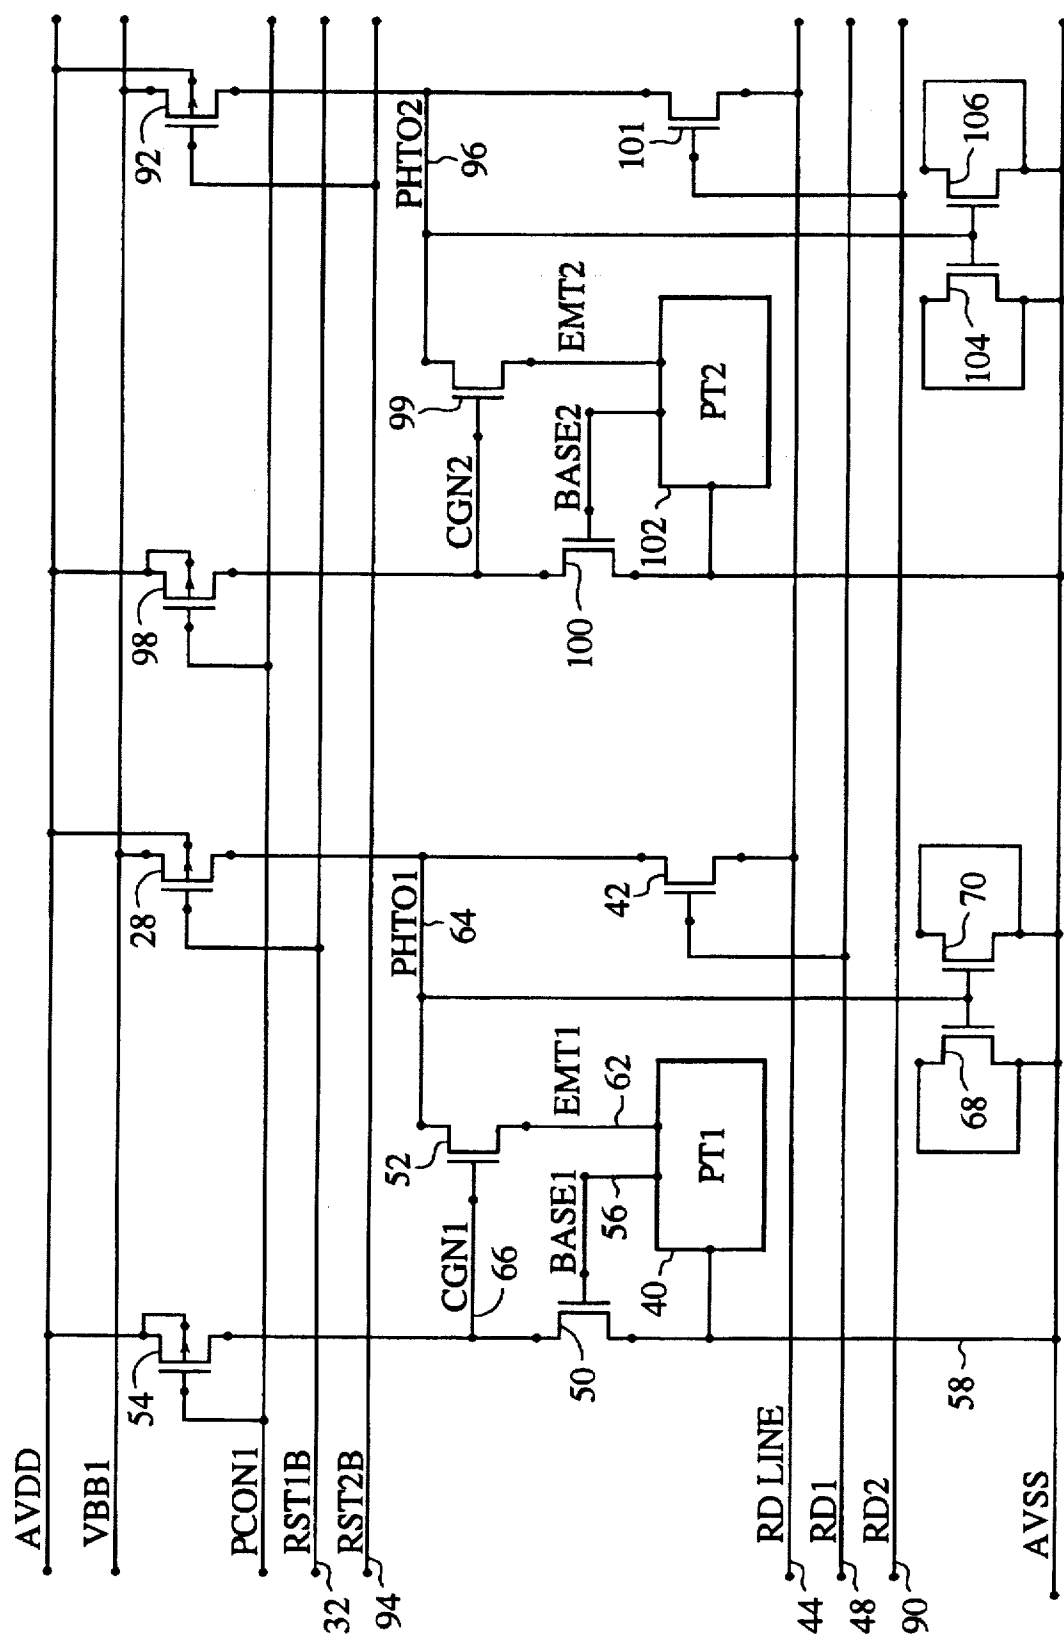 AVDD
VBB1
PCON1
RST1B
32
RST2B
94
54
28
98
92
CGN1
66
52
PHTO1
64
EMT1
62
BASE1
56
50
40
PT1
42
58
CGN2
99
PHTO2
96
EMT2
BASE2
100
102
PT2
101
RD LINE
44
RD1
48
RD2
90
68
70
104
106
AVSS